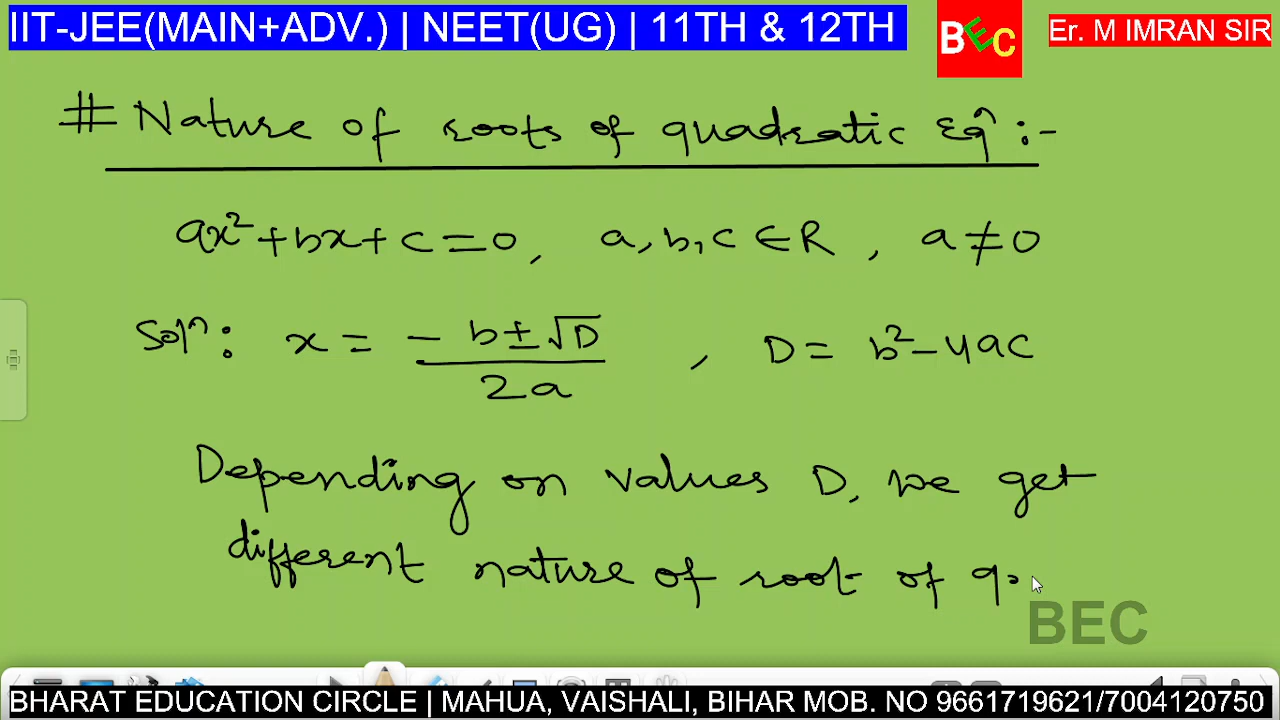 IIT-JEE(MAIN+ADV.) | NEET(UG) | 11TH & 12TH
BEC
Er. M IMRAN SIR
# Nature of roots of quadratic Eqⁿ :-
ax² + bx + c = 0, a, b, c ∈ R, a ≠ 0
Solⁿ: x = (- b ± √D) / 2a , D = b² - 4ac
Depending on values D, we get
different nature of root of
BEC
BHARAT EDUCATION CIRCLE | MAHUA, VAISHALI, BIHAR MOB. NO 9661719621/7004120750